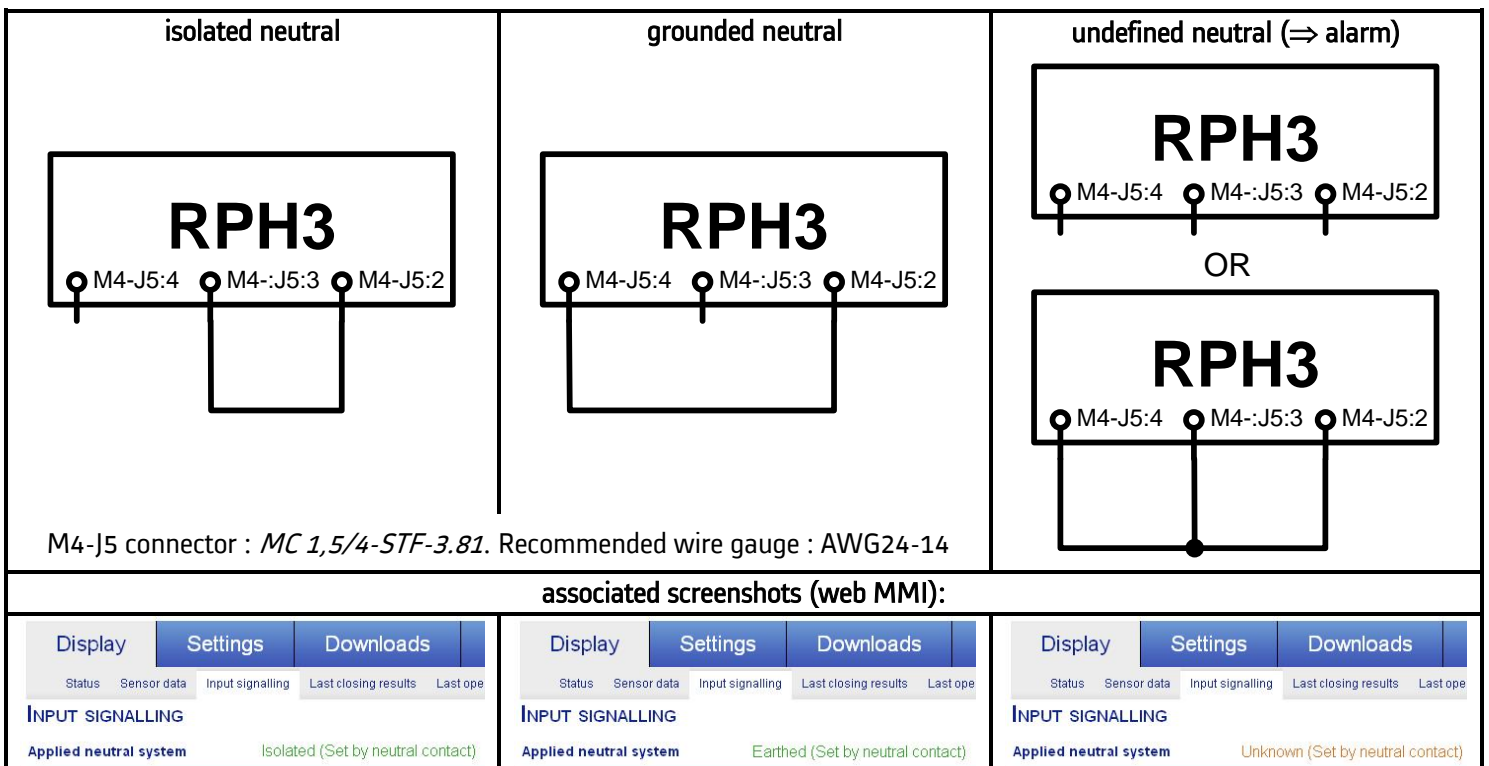 isolated neutral
grounded neutral
undefined neutral (⇒ alarm)
RPH3
M4-J5:4 M4-:J5:3 M4-J5:2
RPH3
M4-J5:4 M4-:J5:3 M4-J5:2
RPH3
M4-J5:4 M4-:J5:3 M4-J5:2
OR
RPH3
M4-J5:4 M4-:J5:3 M4-J5:2
M4-J5 connector : MC 1,5/4-STF-3.81. Recommended wire gauge : AWG24-14
associated screenshots (web MMI):
Display Settings Downloads
Status Sensor data Input signalling Last closing results Last ope
INPUT SIGNALLING
Applied neutral system Isolated (Set by neutral contact)
Display Settings Downloads
Status Sensor data Input signalling Last closing results Last ope
INPUT SIGNALLING
Applied neutral system Earthed (Set by neutral contact)
Display Settings Downloads
Status Sensor data Input signalling Last closing results Last ope
INPUT SIGNALLING
Applied neutral system Unknown (Set by neutral contact)